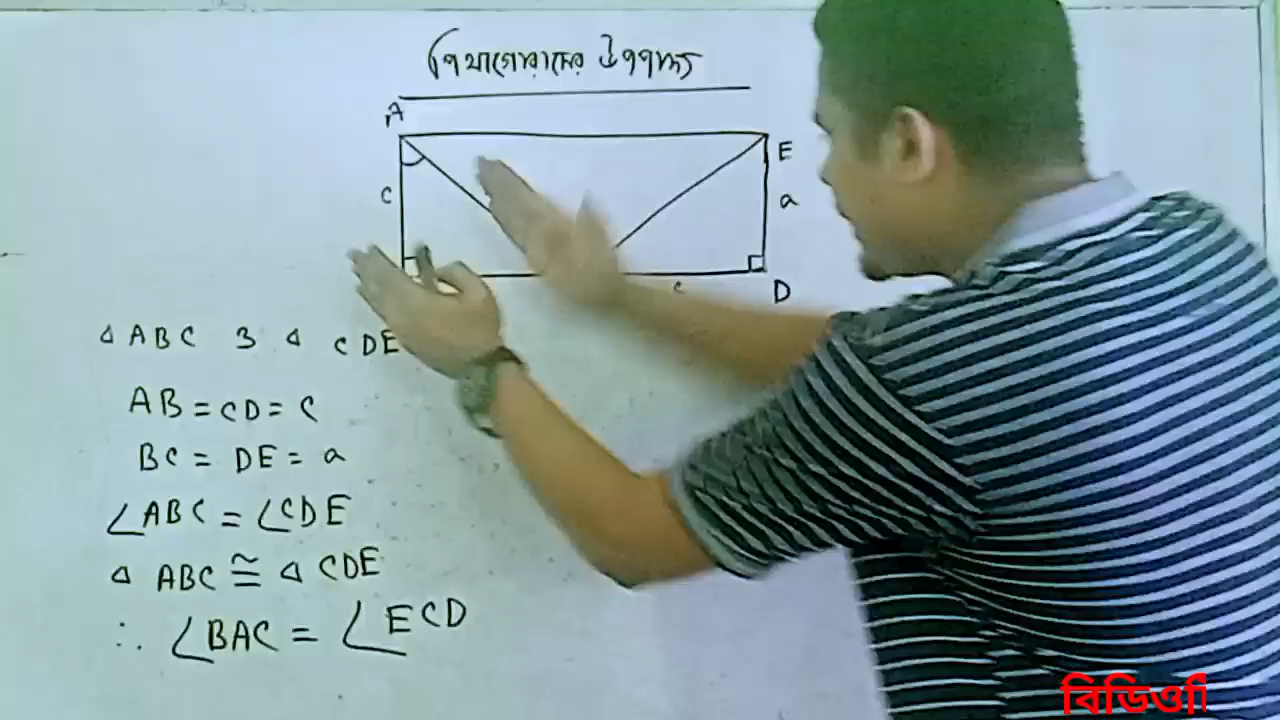 পিথাগোরাসের উপপাদ্য
A
E
C
a
c
D
△ ABC ও △ CDE
AB = CD = C
BC = DE = a
∠ABC = ∠CDE
△ ABC ≅ △ CDE
∴ ∠BAC = ∠ECD